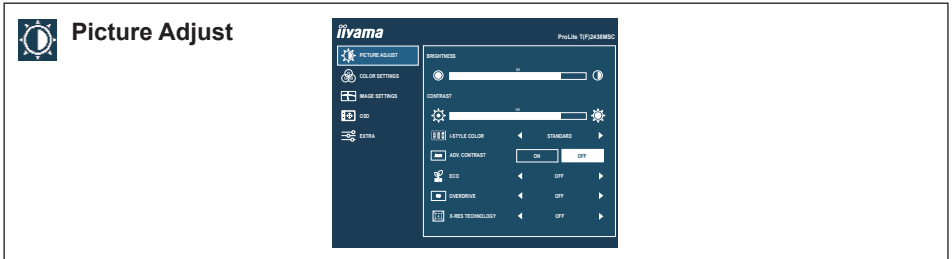 Picture Adjust
iiyama
ProLite T(F)2438MSC
PICTURE ADJUST
COLOR SETTINGS
IMAGE SETTINGS
OSD
EXTRA
BRIGHTNESS
CONTRAST
I-STYLE COLOR STANDARD
ADV. CONTRAST ON OFF
ECO OFF
OVERDRIVE OFF
X-RES TECHNOLOGY OFF